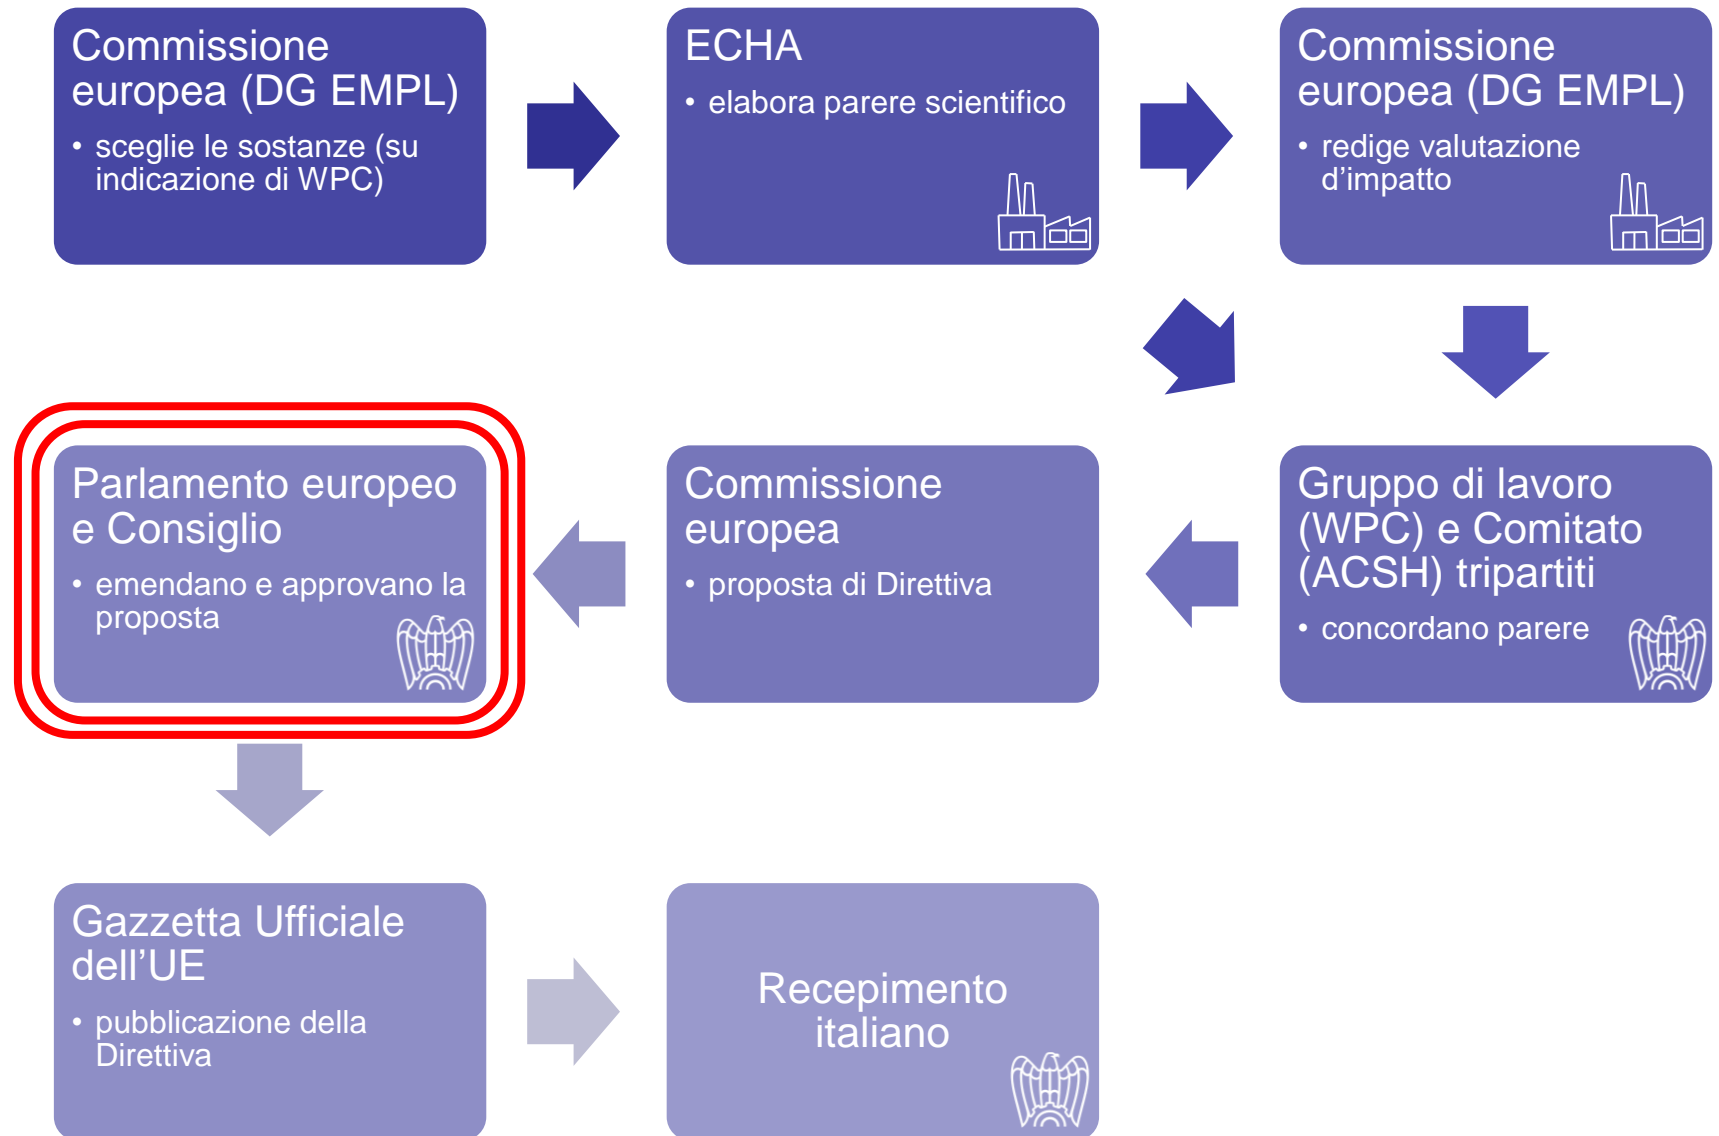 Commissione
europea (DG EMPL)
• sceglie le sostanze (su
indicazione di WPC)
ECHA
• elabora parere scientifico
Commissione
europea (DG EMPL)
• redige valutazione
d’impatto
Parlamento europeo
e Consiglio
• emendano e approvano la
proposta
Commissione
europea
• proposta di Direttiva
Gruppo di lavoro
(WPC) e Comitato
(ACSH) tripartiti
• concordano parere
Gazzetta Ufficiale
dell’UE
• pubblicazione della
Direttiva
Recepimento
italiano